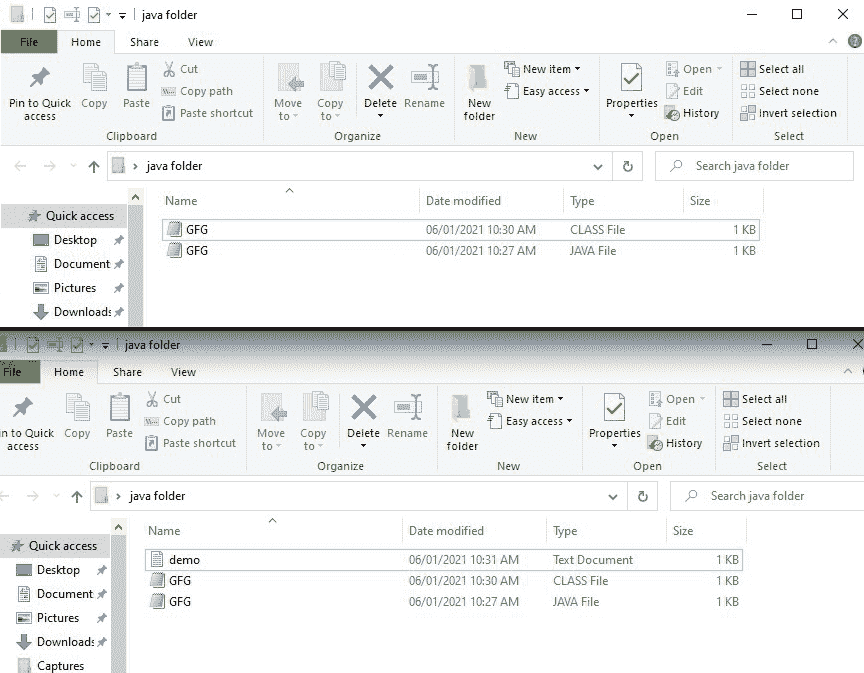 java folder
File Home Share View
Pin to Quick access Copy Paste Cut Copy path Paste shortcut Move to Copy to Delete Rename New folder New item Easy access Properties Open Edit History Select all Select none Invert selection
Clipboard Organize New Open Select
java folder Search java folder
Name Date modified Type Size
Quick access
GFG 06/01/2021 10:30 AM CLASS File 1 KB
Desktop GFG 06/01/2021 10:27 AM JAVA File 1 KB
Document
Pictures
Downloads
java folder
File Home Share View
n to Quick access Copy Paste Cut Copy path Paste shortcut Move to Copy to Delete Rename New folder New item Easy access Properties Open Edit History Select all Select none Invert selection
Clipboard Organize New Open Select
java folder Search java folder
Name Date modified Type Size
Quick access
demo 06/01/2021 10:31 AM Text Document 1 KB
Desktop GFG 06/01/2021 10:30 AM CLASS File 1 KB
Document GFG 06/01/2021 10:27 AM JAVA File 1 KB
Pictures
Downloads
Captures